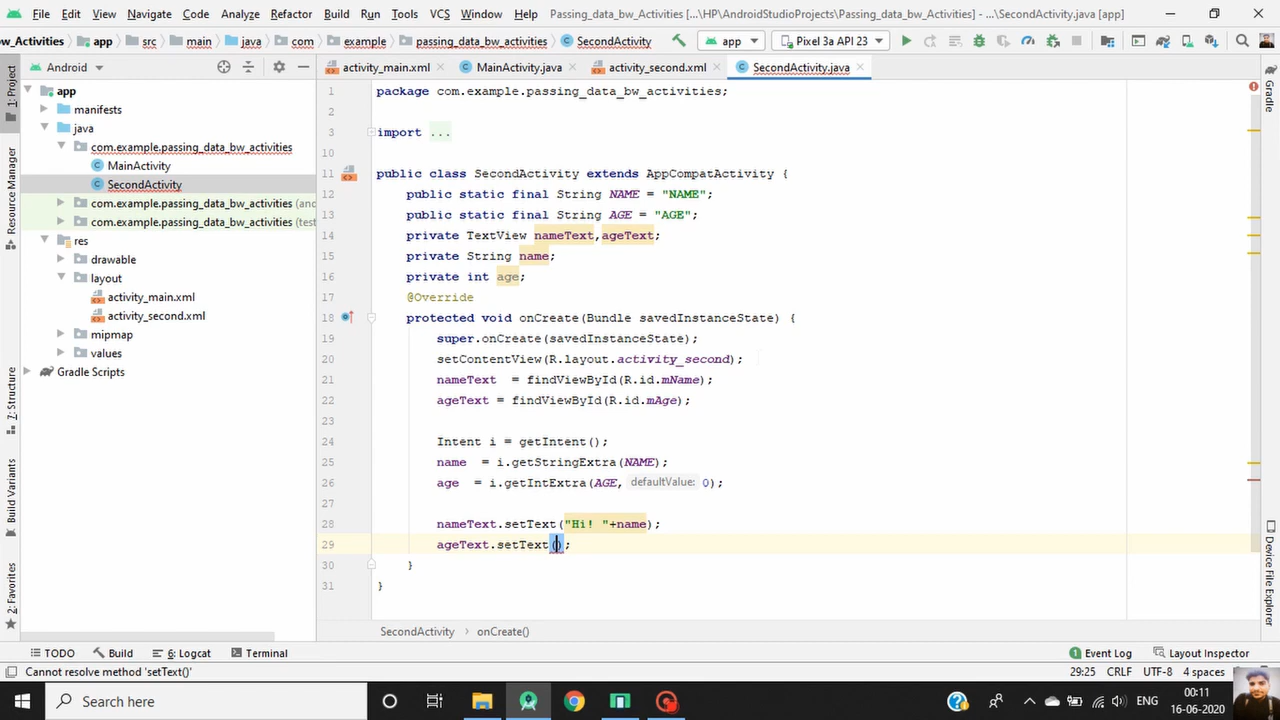 File Edit View Navigate Code Analyze Refactor Build Run Tools VCS Window Help Passing_data_bw_Activities [...\HP\AndroidStudioProjects\Passing_data_bw_Activities] - ...\SecondActivity.java [app]
w_Activities app src main java com example passing_data_bw_activities SecondActivity app Pixel 3a API 23
Android activity_main.xml MainActivity.java activity_second.xml SecondActivity.java
1: Project
Resource Manager
7: Structure
Build Variants
2: Favorites
app
manifests
java
com.example.passing_data_bw_activities
MainActivity
SecondActivity
com.example.passing_data_bw_activities (and
com.example.passing_data_bw_activities (test
res
drawable
layout
activity_main.xml
activity_second.xml
mipmap
values
Gradle Scripts
1 package com.example.passing_data_bw_activities;
2
3 import ...
10
11 public class SecondActivity extends AppCompatActivity {
12 public static final String NAME = "NAME";
13 public static final String AGE = "AGE";
14 private TextView nameText,ageText;
15 private String name;
16 private int age;
17 @Override
18 protected void onCreate(Bundle savedInstanceState) {
19 super.onCreate(savedInstanceState);
20 setContentView(R.layout.activity_second);
21 nameText = findViewById(R.id.mName);
22 ageText = findViewById(R.id.mAge);
23
24 Intent i = getIntent();
25 name = i.getStringExtra(NAME);
26 age = i.getIntExtra(AGE, defaultValue: 0);
27
28 nameText.setText("Hi! "+name);
29 ageText.setText();
30 }
31 }
Gradle
Device File Explorer
SecondActivity › onCreate()
TODO Build 6: Logcat Terminal 1 Event Log Layout Inspector
Cannot resolve method 'setText()' 29:25 CRLF UTF-8 4 spaces
Search here ENG 00:11
16-06-2020